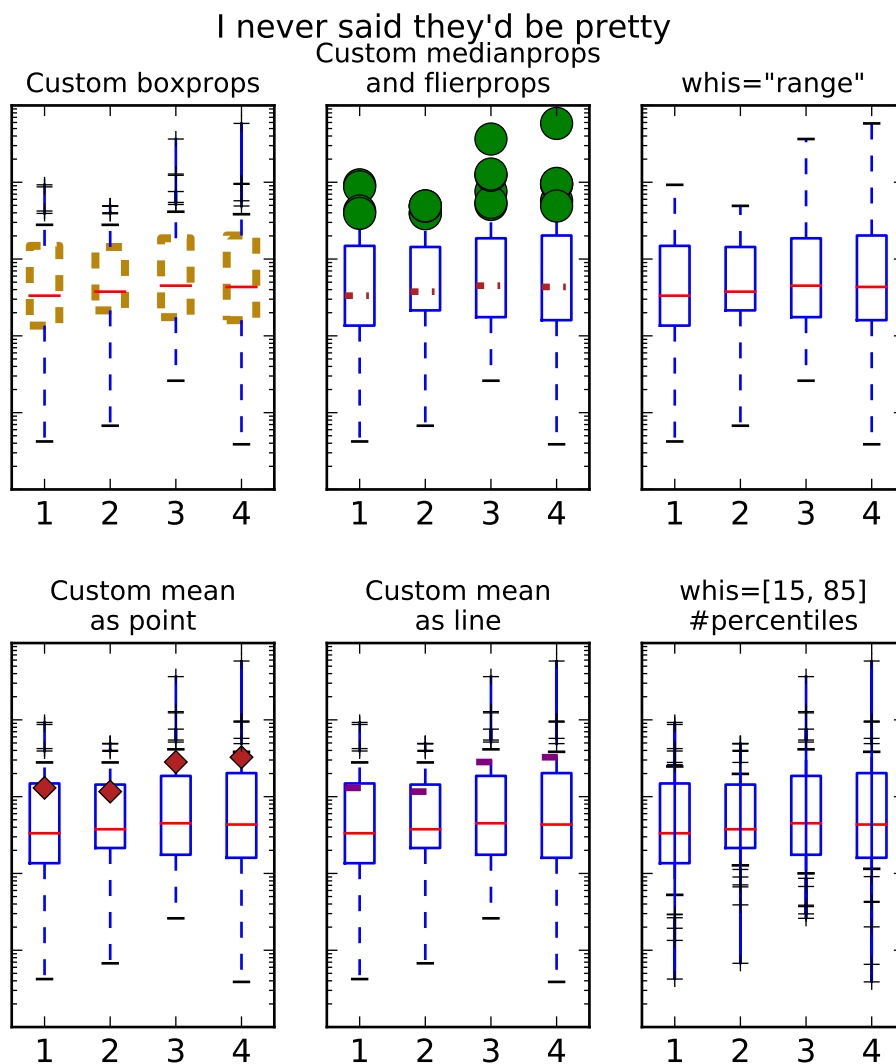 I never said they'd be pretty
Custom boxprops
Custom medianprops
and flierprops
whis="range"
1 2 3 4
1 2 3 4
1 2 3 4
Custom mean
as point
Custom mean
as line
whis=[15, 85]
#percentiles
1 2 3 4
1 2 3 4
1 2 3 4